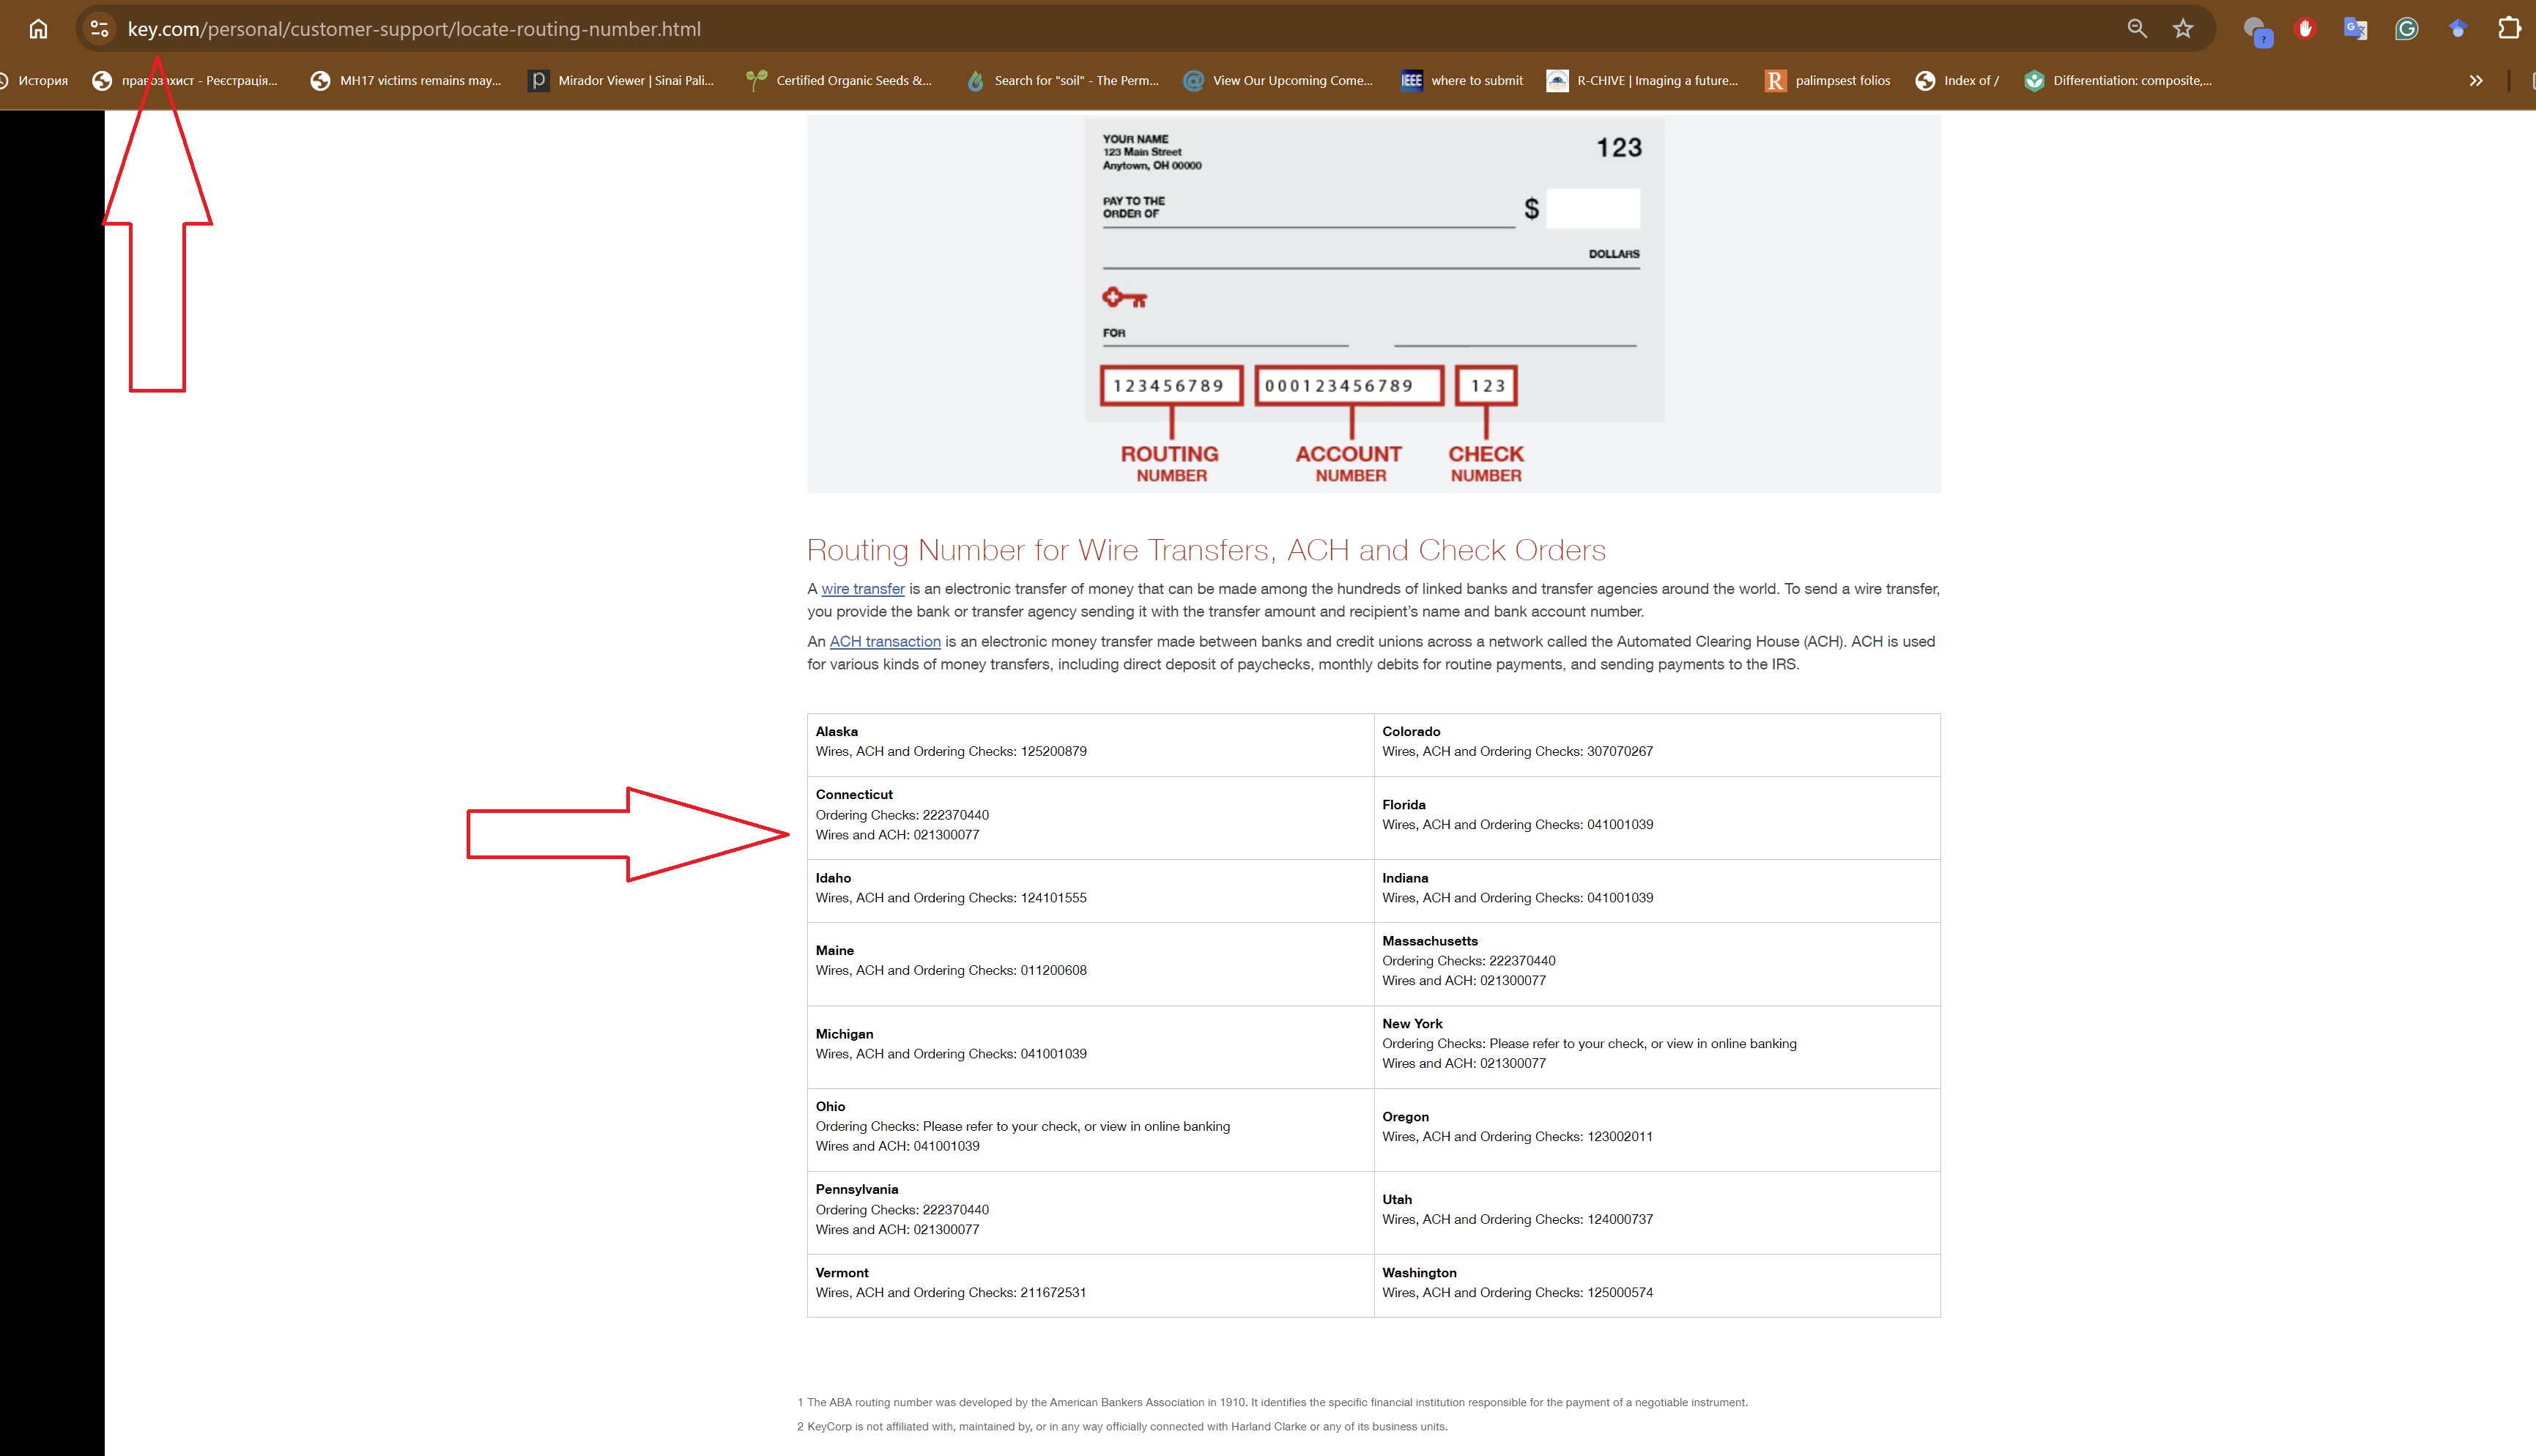 key.com/personal/customer-support/locate-routing-number.html
История
правозахист - Реєстрація...
MH17 victims remains may...
Mirador Viewer | Sinai Pali...
Certified Organic Seeds &...
Search for "soil" - The Perm...
View Our Upcoming Come...
IEEE
where to submit
R-CHIVE | Imaging a future...
R
palimpsest folios
Index of /
Differentiation: composite,...
YOUR NAME
123 Main Street
Anytown, OH 00000
123
PAY TO THE
ORDER OF
$
DOLLARS
FOR
123456789
000123456789
123
ROUTING
NUMBER
ACCOUNT
NUMBER
CHECK
NUMBER
Routing Number for Wire Transfers, ACH and Check Orders
A wire transfer is an electronic transfer of money that can be made among the hundreds of linked banks and transfer agencies around the world. To send a wire transfer,
you provide the bank or transfer agency sending it with the transfer amount and recipient's name and bank account number.
An ACH transaction is an electronic money transfer made between banks and credit unions across a network called the Automated Clearing House (ACH). ACH is used
for various kinds of money transfers, including direct deposit of paychecks, monthly debits for routine payments, and sending payments to the IRS.
Alaska
Wires, ACH and Ordering Checks: 125200879
Colorado
Wires, ACH and Ordering Checks: 307070267
Connecticut
Ordering Checks: 222370440
Wires and ACH: 021300077
Florida
Wires, ACH and Ordering Checks: 041001039
Idaho
Wires, ACH and Ordering Checks: 124101555
Indiana
Wires, ACH and Ordering Checks: 041001039
Maine
Wires, ACH and Ordering Checks: 011200608
Massachusetts
Ordering Checks: 222370440
Wires and ACH: 021300077
Michigan
Wires, ACH and Ordering Checks: 041001039
New York
Ordering Checks: Please refer to your check, or view in online banking
Wires and ACH: 021300077
Ohio
Ordering Checks: Please refer to your check, or view in online banking
Wires and ACH: 041001039
Oregon
Wires, ACH and Ordering Checks: 123002011
Pennsylvania
Ordering Checks: 222370440
Wires and ACH: 021300077
Utah
Wires, ACH and Ordering Checks: 124000737
Vermont
Wires, ACH and Ordering Checks: 211672531
Washington
Wires, ACH and Ordering Checks: 125000574
1 The ABA routing number was developed by the American Bankers Association in 1910. It identifies the specific financial institution responsible for the payment of a negotiable instrument.
2 KeyCorp is not affiliated with, maintained by, or in any way officially connected with Harland Clarke or any of its business units.